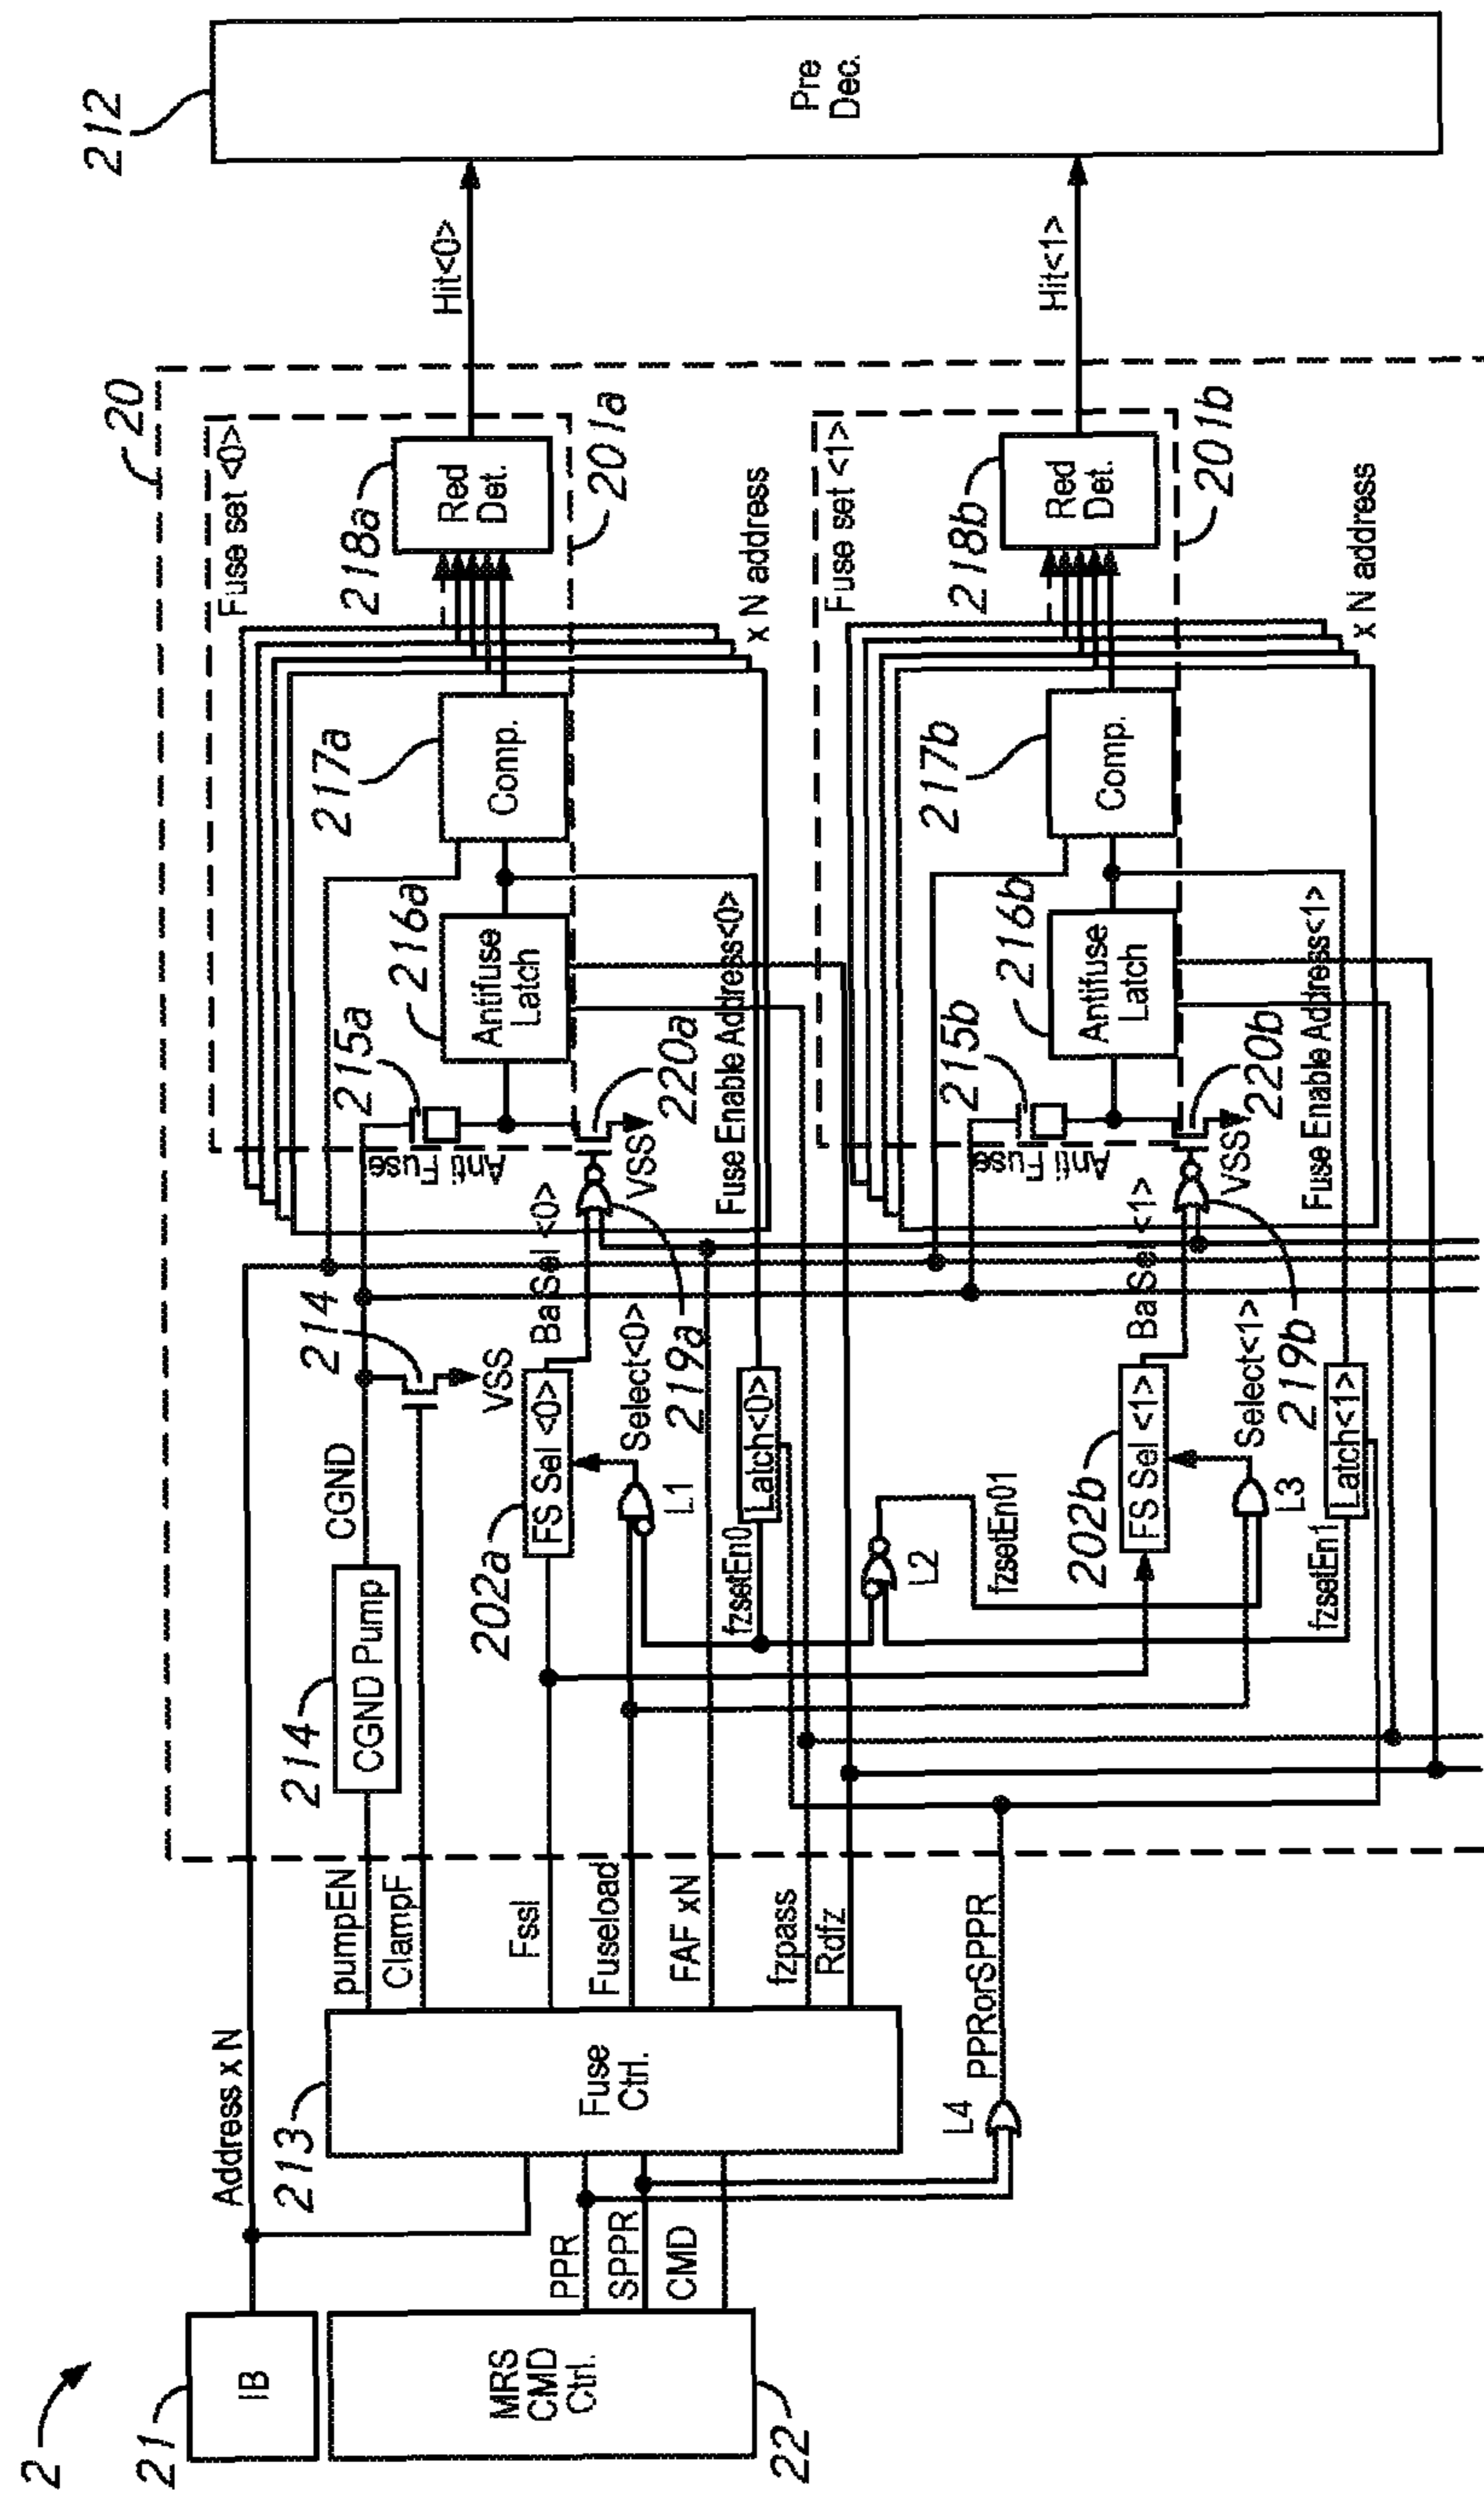 2
21
IB
22
MRS
CMD
Ctrl.
Address x N
PPR
SPPR
CMD
213
Fuse
Ctrl.
L4
PPRorSPPR
pumpEN
ClampF
Fssl
Fuseload
FAF xN
fzpass
Rdfz
20
214
CGND Pump
CGND
214
VSS
202a
FS Sel <0>
Ba Sel <0>
Select<0>
L1
219a
fzsetEn0
Latch<0>
L2
fzsetEn01
Fuse set <0>
Anti Fuse
215a
216a
Antifuse
Latch
217a
Comp.
218a
Red
Det.
201a
220a
VSS
Fuse Enable Address<0>
x N address
Hit<0>
202b
FS Sel <1>
Ba Sel <1>
Select<1>
L3
219b
fzsetEn1
Latch<1>
Fuse set <1>
Anti Fuse
215b
216b
Antifuse
Latch
217b
Comp.
218b
Red
Det.
201b
220b
VSS
Fuse Enable Address<1>
x N address
Hit<1>
212
Pre
Dec.